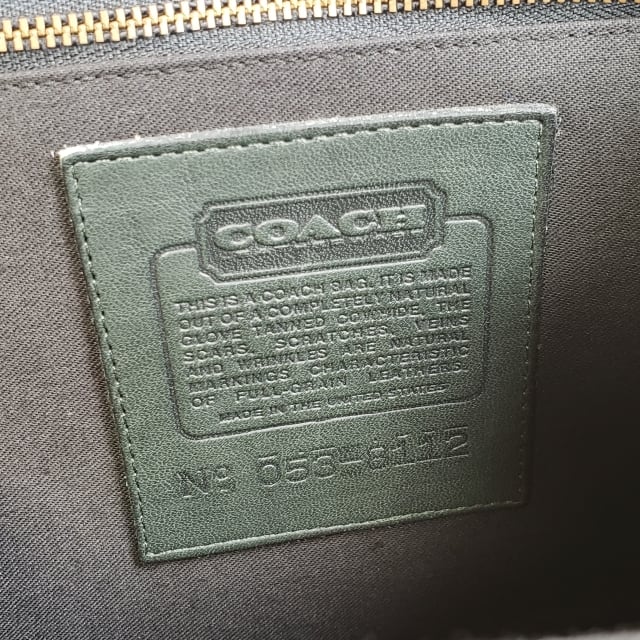 COACH
THIS IS A COACH BAG. IT IS MADE
OUT OF A COMPLETELY NATURAL
GLOVE TANNED COWHIDE, THE
SCARS, SCRATCHES, VEINS
AND WRINKLES ARE NATURAL
MARKINGS CHARACTERISTIC
OF FULL-GRAIN LEATHERS.
MADE IN THE UNITED STATES
No 053-8112